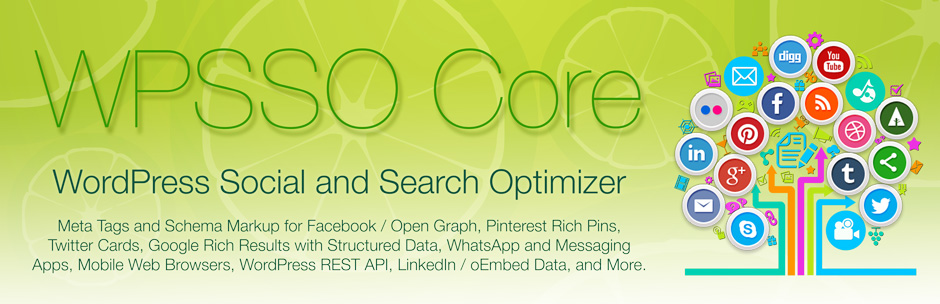 WPSSO Core
WordPress Social and Search Optimizer
Meta Tags and Schema Markup for Facebook / Open Graph, Pinterest Rich Pins,
Twitter Cards, Google Rich Results with Structured Data, WhatsApp and Messaging
Apps, Mobile Web Browsers, WordPress REST API, LinkedIn / oEmbed Data, and More.
digg
You
Tube
f
in
g+
t